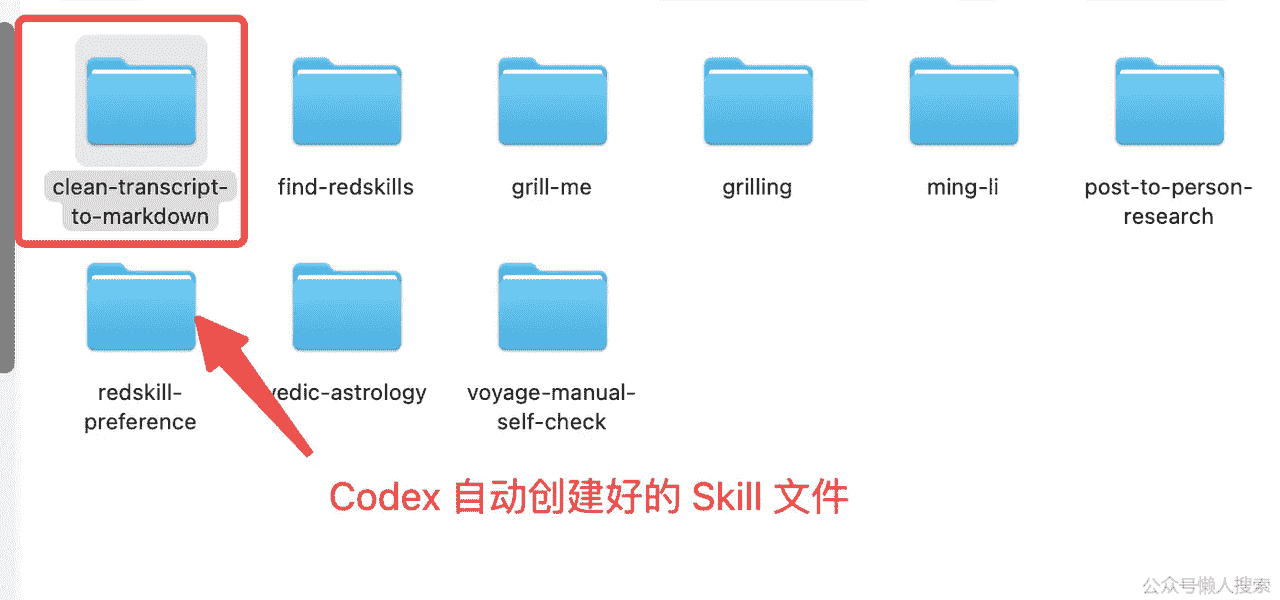 clean-transcript-
to-markdown
find-redskills
grill-me
grilling
ming-li
post-to-person-
research
redskill-
preference
vedic-astrology
voyage-manual-
self-check
Codex 自动创建好的 Skill 文件
公众号懒人搜索